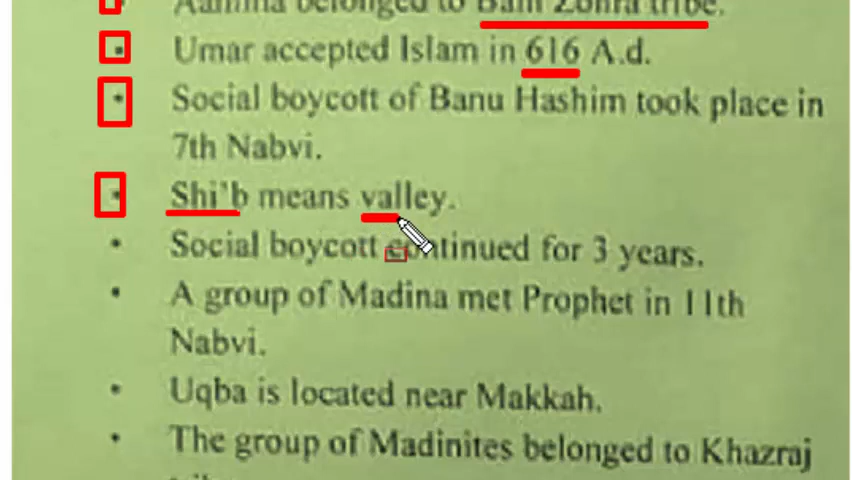 Aamina belonged to Bani Zohra tribe.
Umar accepted Islam in 616 A.d.
• Social boycott of Banu Hashim took place in
7th Nabvi.
• Shi'b means valley.
• Social boycott continued for 3 years.
• A group of Madina met Prophet in 11th
Nabvi.
• Uqba is located near Makkah.
• The group of Madinites belonged to Khazraj